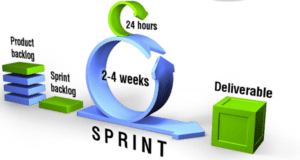 24 hours
Product
backlog
Sprint
backlog
2-4 weeks
Deliverable
SPRINT